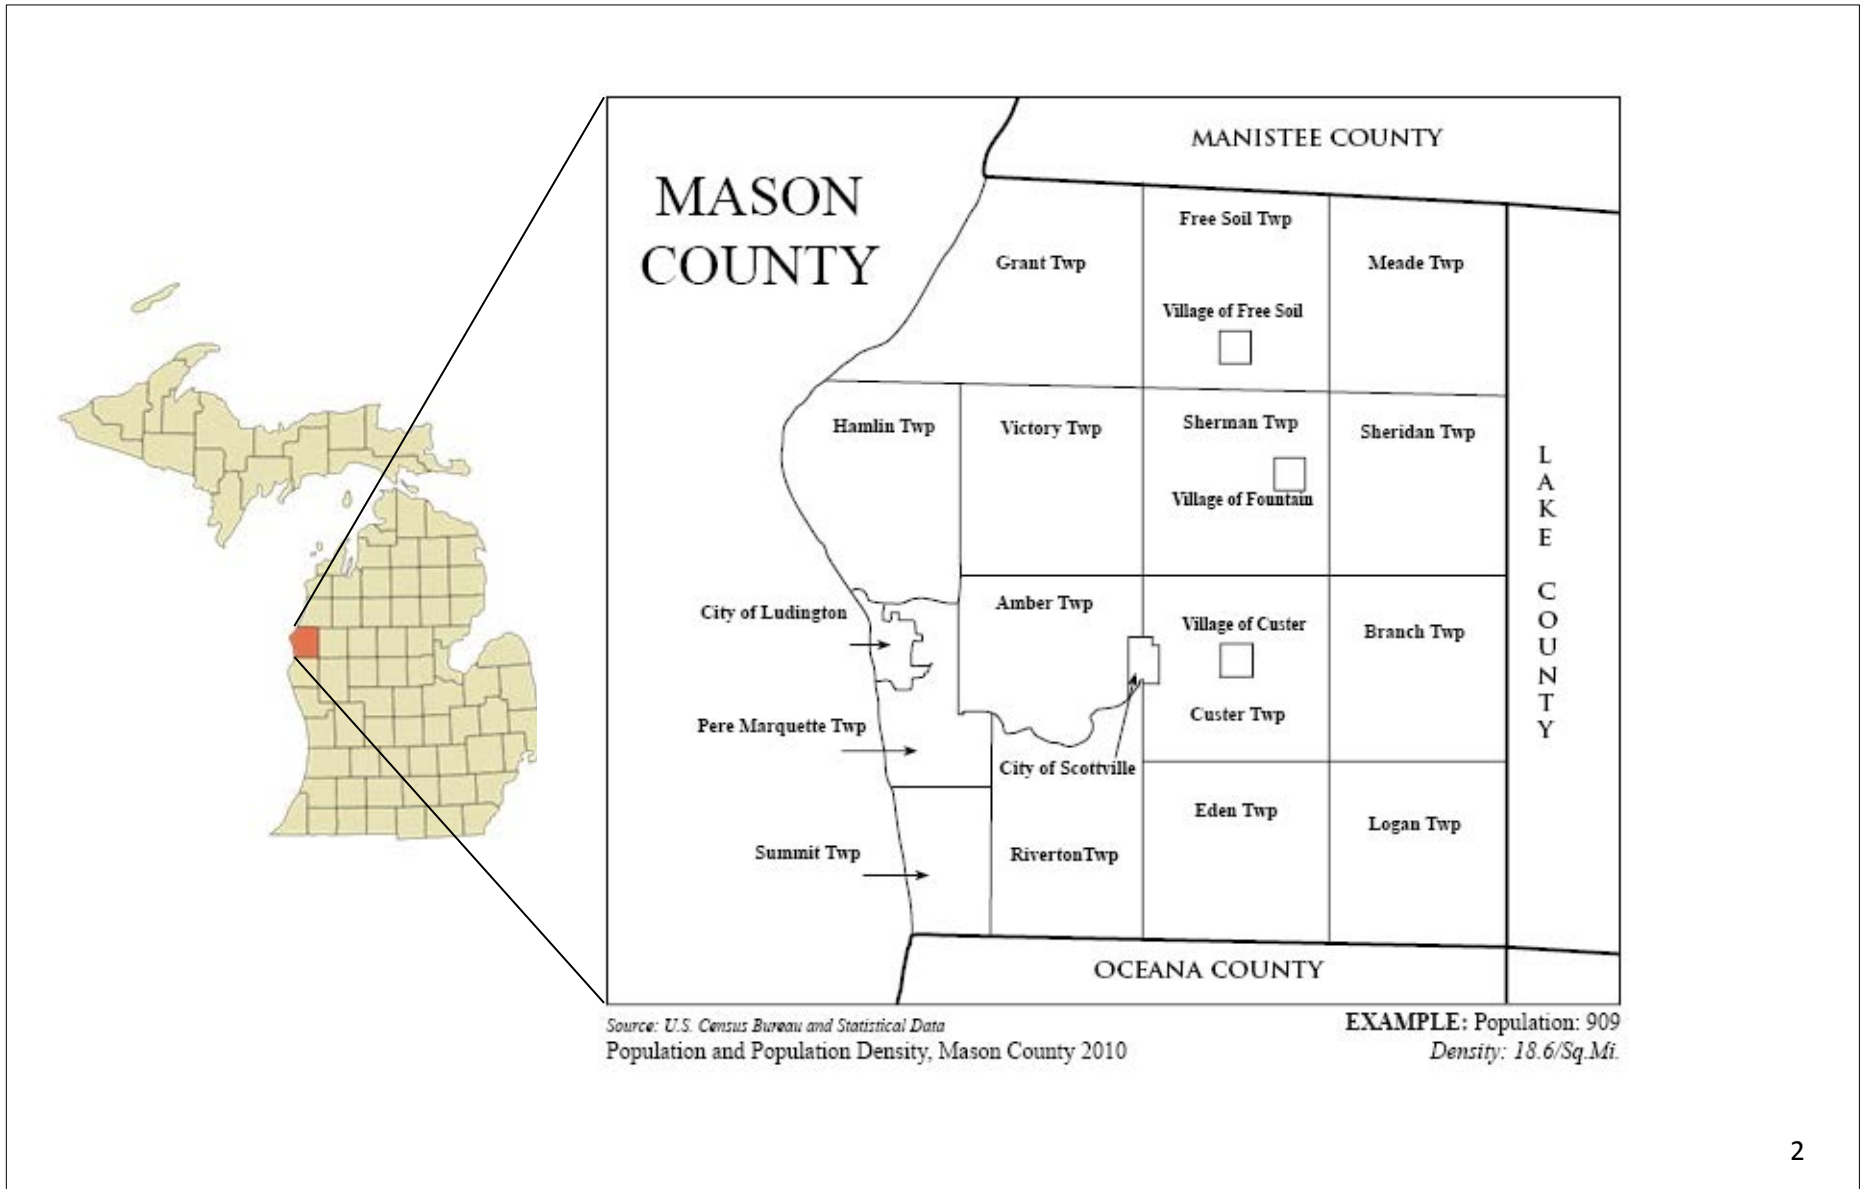 MANISTEE COUNTY
MASON
COUNTY
Free Soil Twp
Grant Twp
Meade Twp
Village of Free Soil
Hamlin Twp
Victory Twp
Sherman Twp
Sheridan Twp
Village of Fountain
LAKE COUNTY
City of Ludington
Amber Twp
Village of Custer
Branch Twp
Pere Marquette Twp
Custer Twp
City of Scottville
Eden Twp
Logan Twp
Summit Twp
RivertonTwp
OCEANA COUNTY
Source: U.S. Census Bureau and Statistical Data
Population and Population Density, Mason County 2010
EXAMPLE: Population: 909
Density: 18.6/Sq.Mi.
2